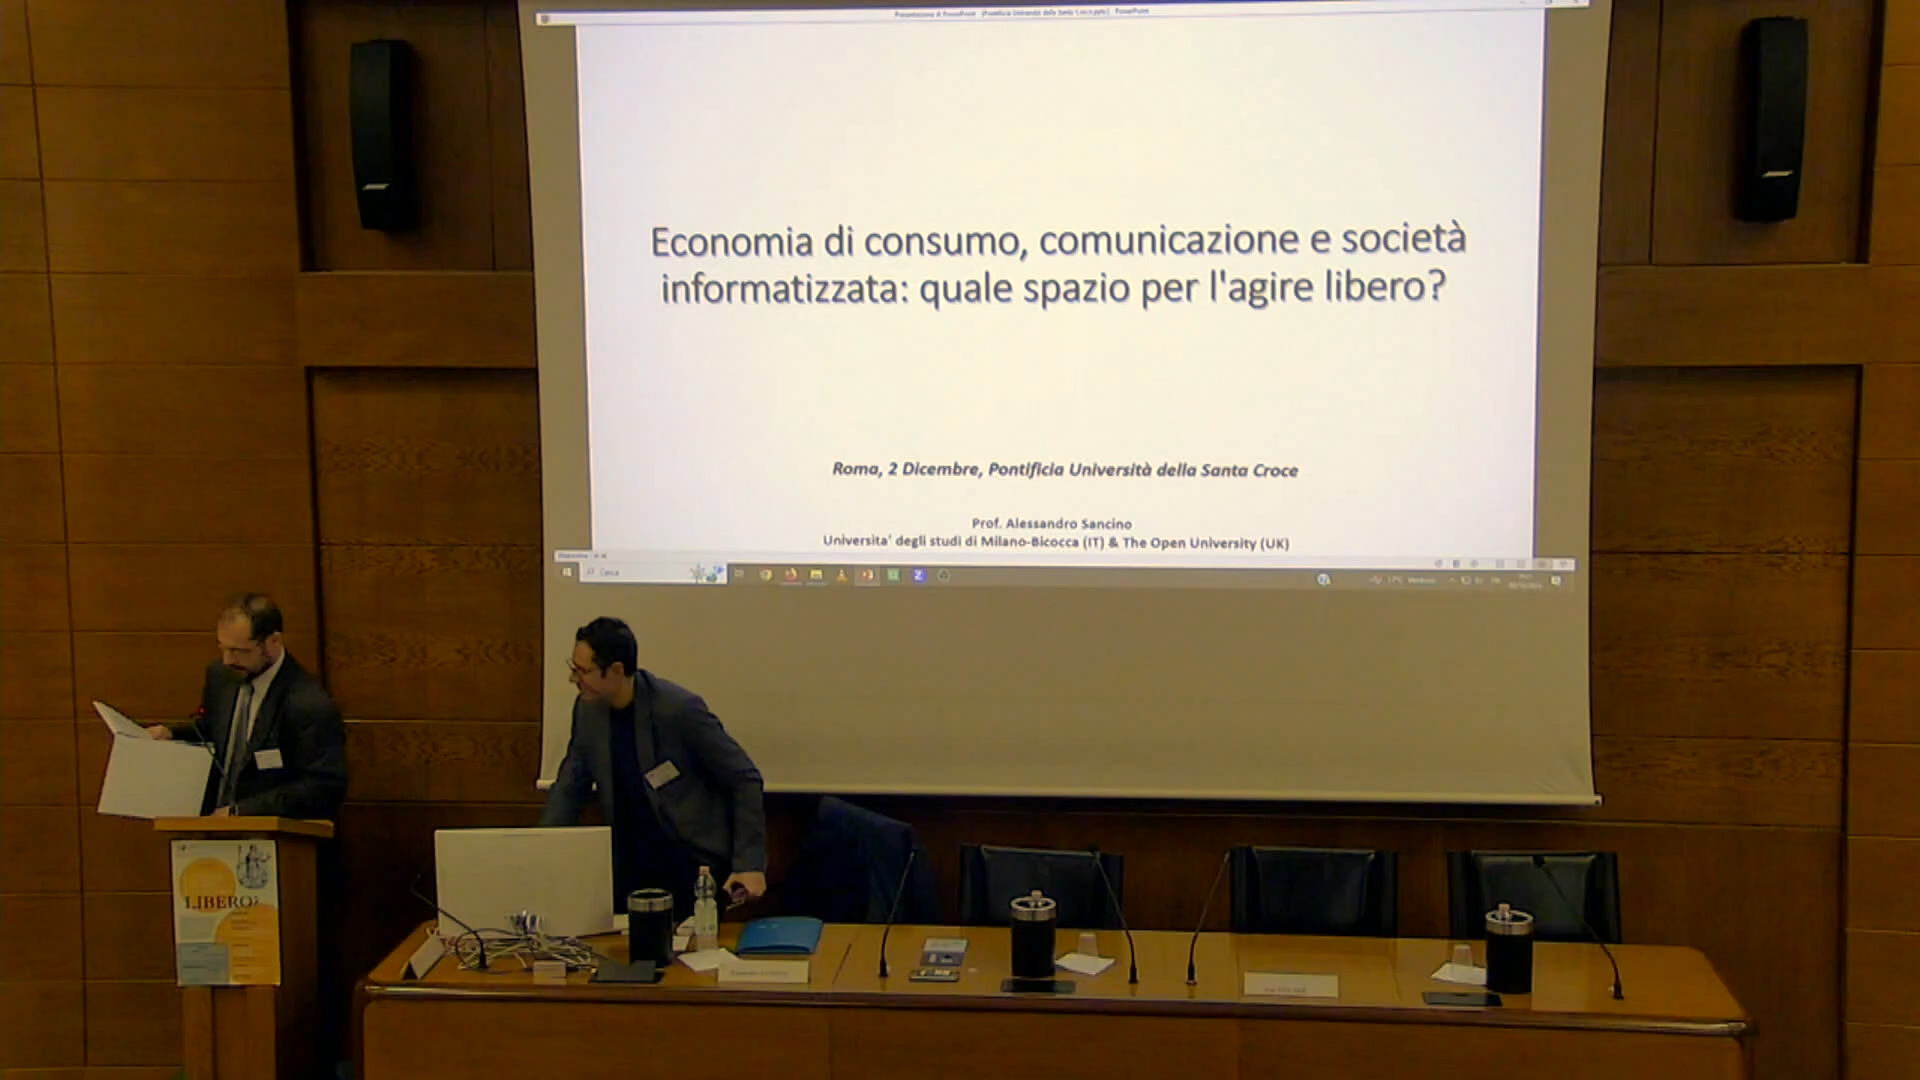 Economia di consumo, comunicazione e società
informatizzata: quale spazio per l'agire libero?
Roma, 2 Dicembre, Pontificia Università della Santa Croce
Prof. Alessandro Sancino
Universita' degli studi di Milano-Bicocca (IT) & The Open University (UK)
Cerca
LIBERO?